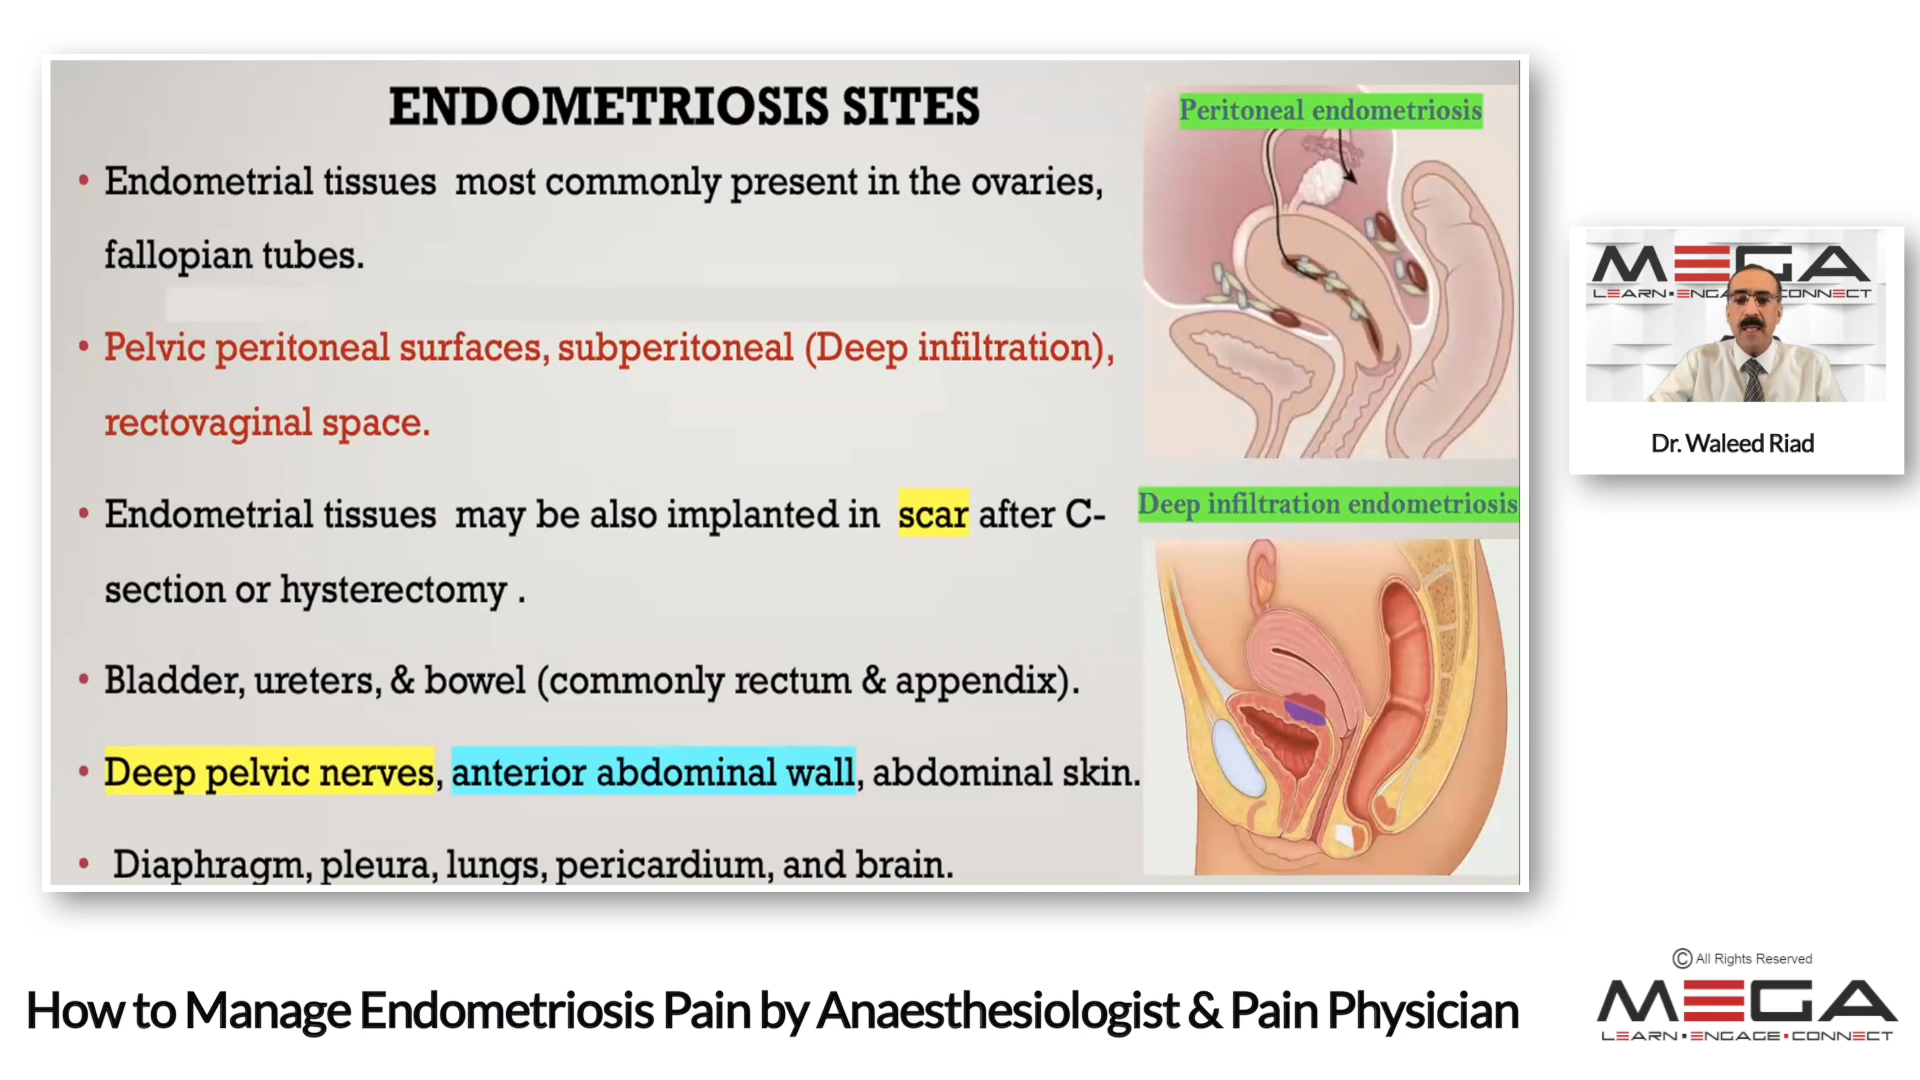 ENDOMETRIOSIS SITES
• Endometrial tissues most commonly present in the ovaries,
fallopian tubes.
• Pelvic peritoneal surfaces, subperitoneal (Deep infiltration),
rectovaginal space.
• Endometrial tissues may be also implanted in scar after C-
section or hysterectomy .
• Bladder, ureters, & bowel (commonly rectum & appendix).
• Deep pelvic nerves, anterior abdominal wall, abdominal skin.
• Diaphragm, pleura, lungs, pericardium, and brain.
Peritoneal endometriosis
Deep infiltration endometriosis
MEGA
LEARN•ENGA CONNECT
Dr. Waleed Riad
How to Manage Endometriosis Pain by Anaesthesiologist & Pain Physician
© All Rights Reserved
MEGA
LEARN•ENGAGE•CONNECT